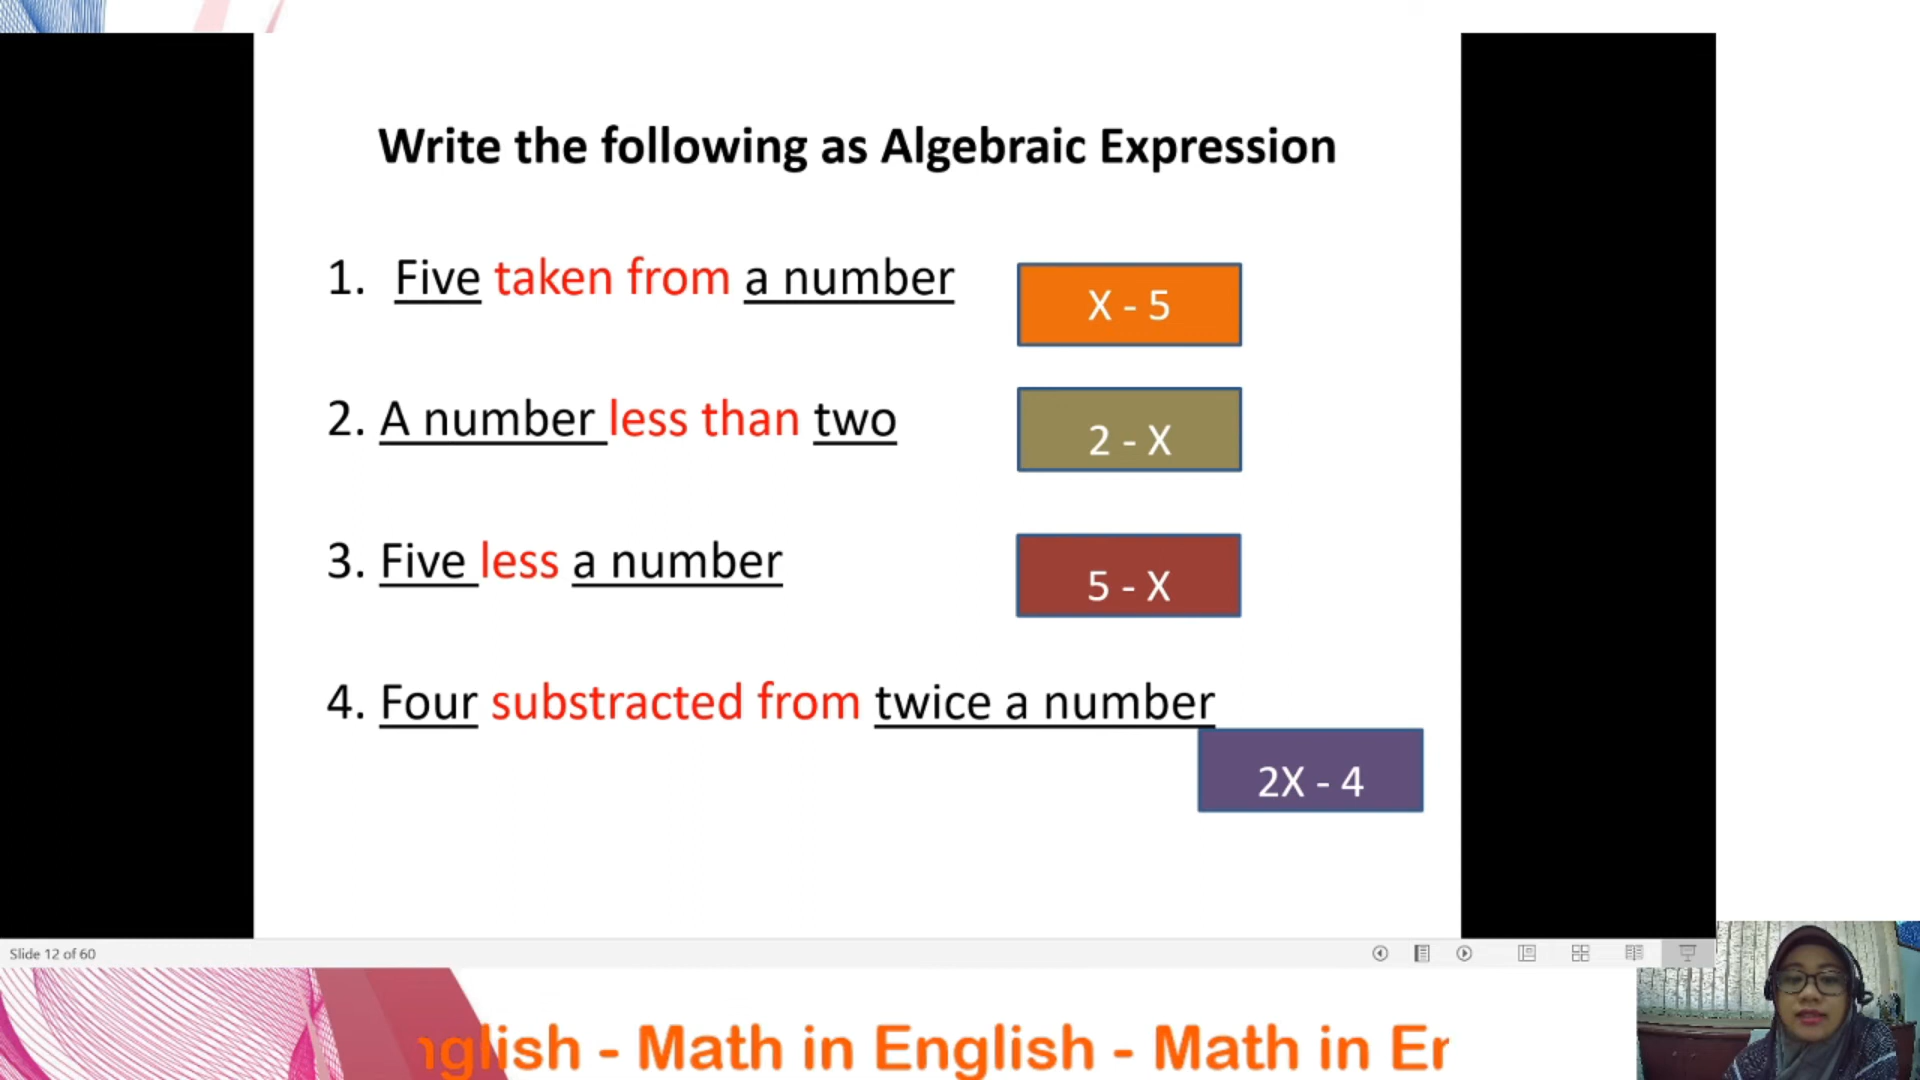 Write the following as Algebraic Expression
1. Five taken from a number
X - 5
2. A number less than two
2 - X
3. Five less a number
5 - X
4. Four substracted from twice a number
2X - 4
Slide 12 of 60
nglish - Math in English - Math in Er